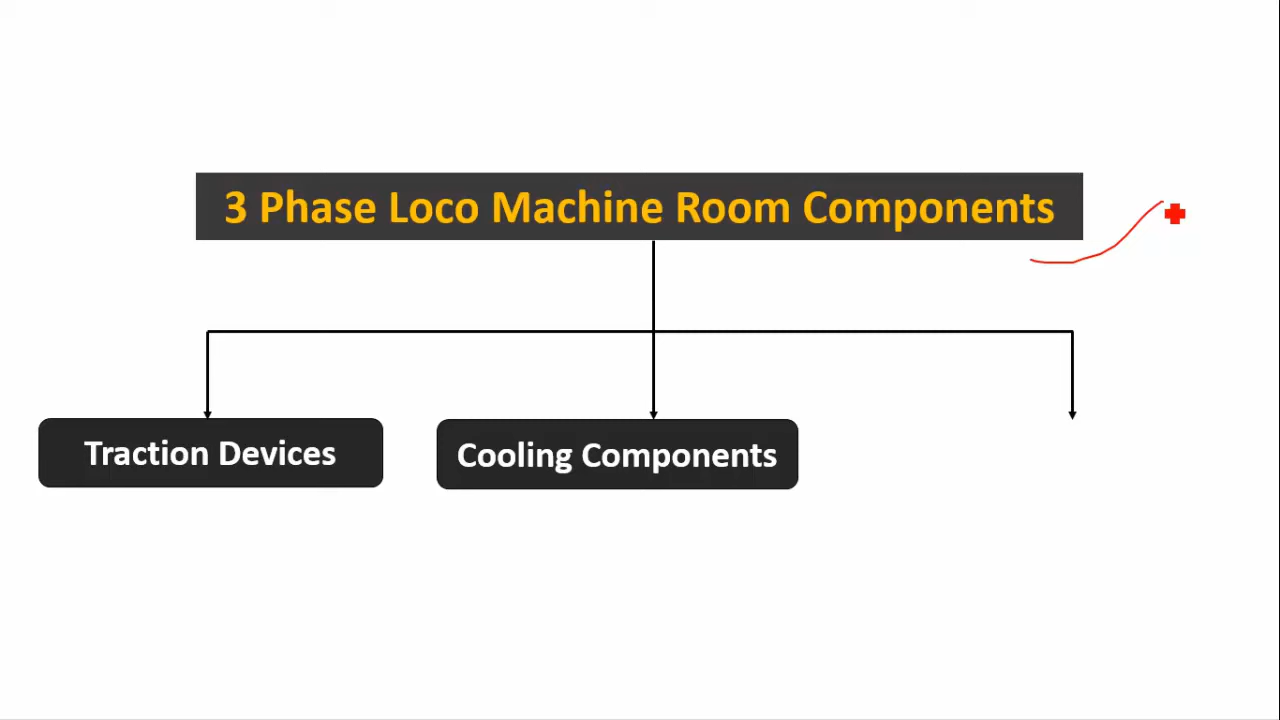 3 Phase Loco Machine Room Components
Traction Devices
Cooling Components